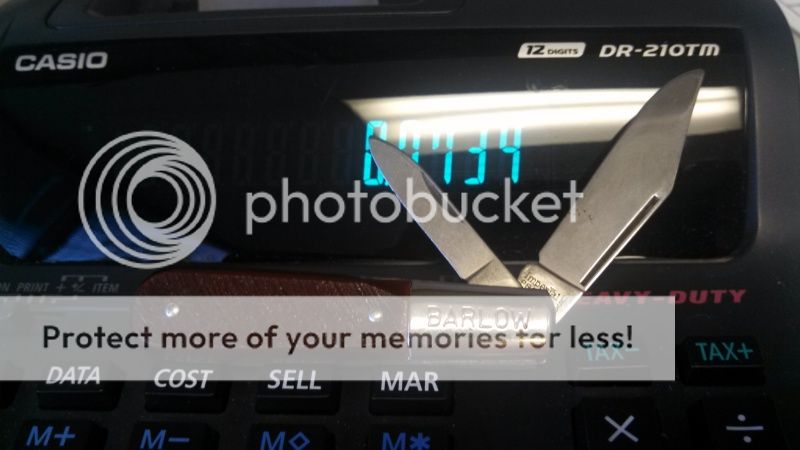 CASIO
12 DIGITS DR-210TM
photobucket
PRINT + ITEM
BARLOW
HEAVY-DUTY
Protect more of your memories for less!
TAX- TAX+
DATA COST SELL MAR
M+ M- M◇ M* × ÷